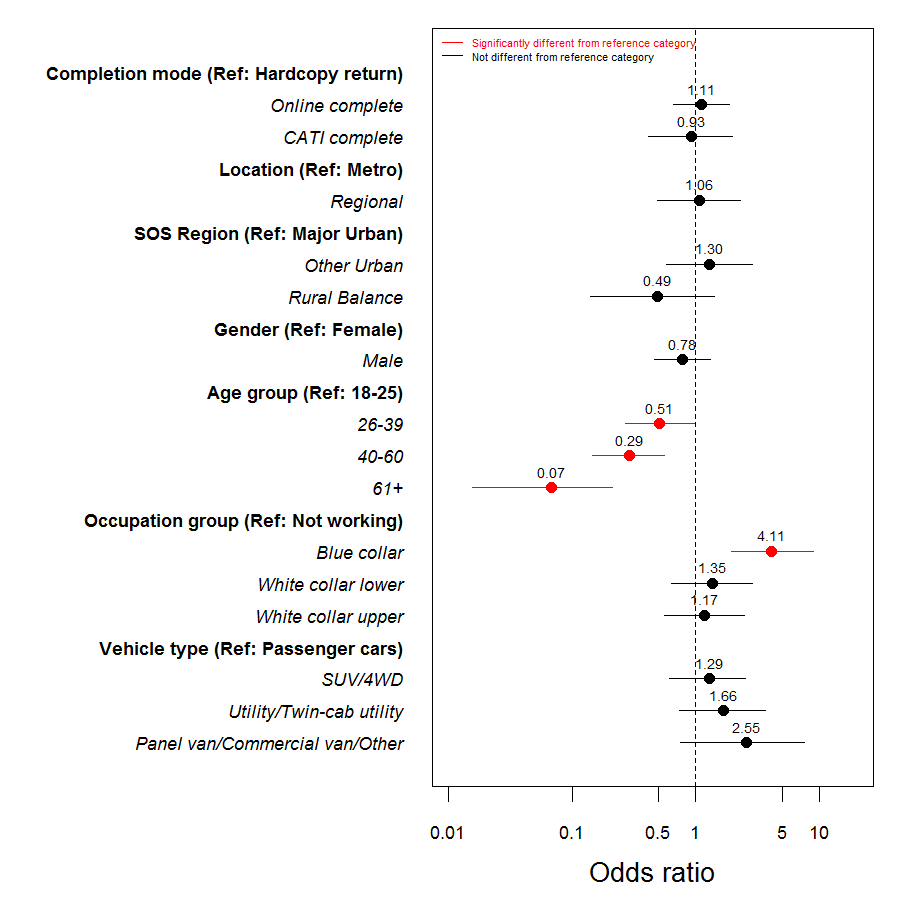 Significantly different from reference category
Not different from reference category
Completion mode (Ref: Hardcopy return)
1.11
Online complete
0.93
CATI complete
Location (Ref: Metro)
1.06
Regional
SOS Region (Ref: Major Urban)
1.30
Other Urban
0.49
Rural Balance
Gender (Ref: Female)
0.78
Male
Age group (Ref: 18-25)
0.51
26-39
0.29
40-60
0.07
61+
Occupation group (Ref: Not working)
4.11
Blue collar
1.35
White collar lower
1.17
White collar upper
Vehicle type (Ref: Passenger cars)
1.29
SUV/4WD
1.66
Utility/Twin-cab utility
2.55
Panel van/Commercial van/Other
0.01 0.1 0.5 1 5 10
Odds ratio